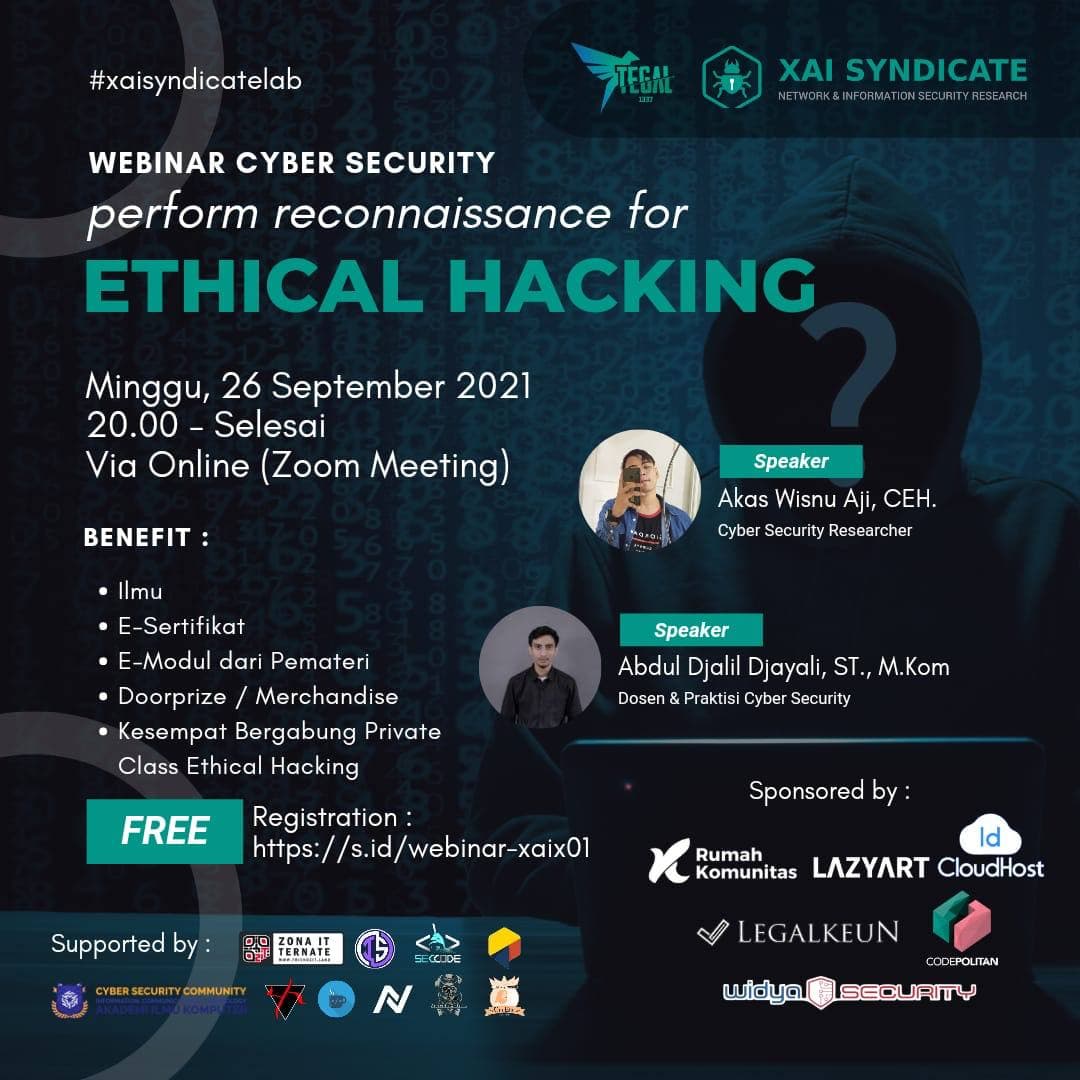 #xaisyndicatelab
TEGAL
1337
XAI SYNDICATE
NETWORK & INFORMATION SECURITY RESEARCH
WEBINAR CYBER SECURITY
perform reconnaissance for
ETHICAL HACKING
?
Minggu, 26 September 2021
20.00 - Selesai
Via Online (Zoom Meeting)
Speaker
Akas Wisnu Aji, CEH.
Cyber Security Researcher
BENEFIT :
• Ilmu
• E-Sertifikat
• E-Modul dari Pemateri
• Doorprize / Merchandise
• Kesempat Bergabung Private
Class Ethical Hacking
Speaker
Abdul Djalil Djayali, ST., M.Kom
Dosen & Praktisi Cyber Security
FREE
Registration :
https://s.id/webinar-xaix01
Sponsored by :
Rumah
Komunitas
LAZYART
Id
CloudHost
LEGALKEUN
CODEPOLITAN
widya SECURITY
Supported by :
ZONA IT
TERNATE
SECCODE
CYBER SECURITY COMMUNITY
AKADEMI ILMU KOMPUTER